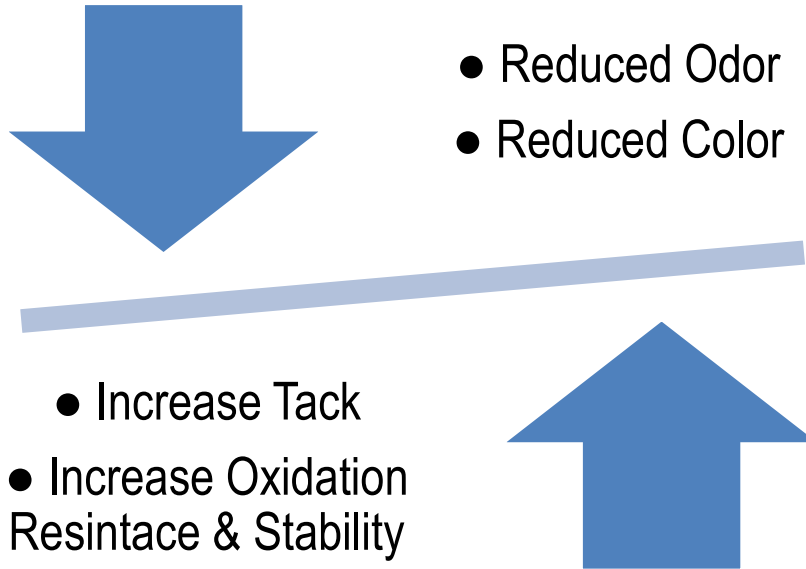 ● Reduced Odor
● Reduced Color
● Increase Tack
● Increase Oxidation
Resintace & Stability